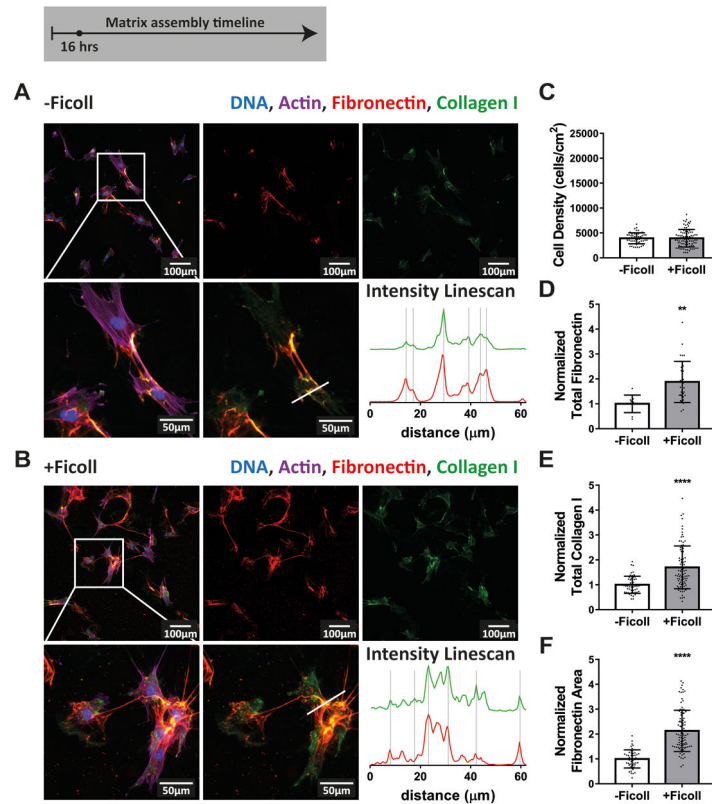 Matrix assembly timeline
16 hrs
A
-Ficoll
DNA, Actin, Fibronectin, Collagen I
100μm
100μm
100μm
Intensity Linescan
50μm
50μm
0 20 40 60
distance (μm)
B
+Ficoll
DNA, Actin, Fibronectin, Collagen I
100μm
100μm
100μm
Intensity Linescan
50μm
50μm
0 20 40 60
distance (μm)
C
Cell Density (cells/cm²)
25000
20000
15000
10000
5000
0
-Ficoll +Ficoll
D
Normalized
Total Fibronectin
5
4
3
2
1
0
**
-Ficoll +Ficoll
E
Normalized
Total Collagen I
5
4
3
2
1
0
****
-Ficoll +Ficoll
F
Normalized
Fibronectin Area
5
4
3
2
1
0
****
-Ficoll +Ficoll